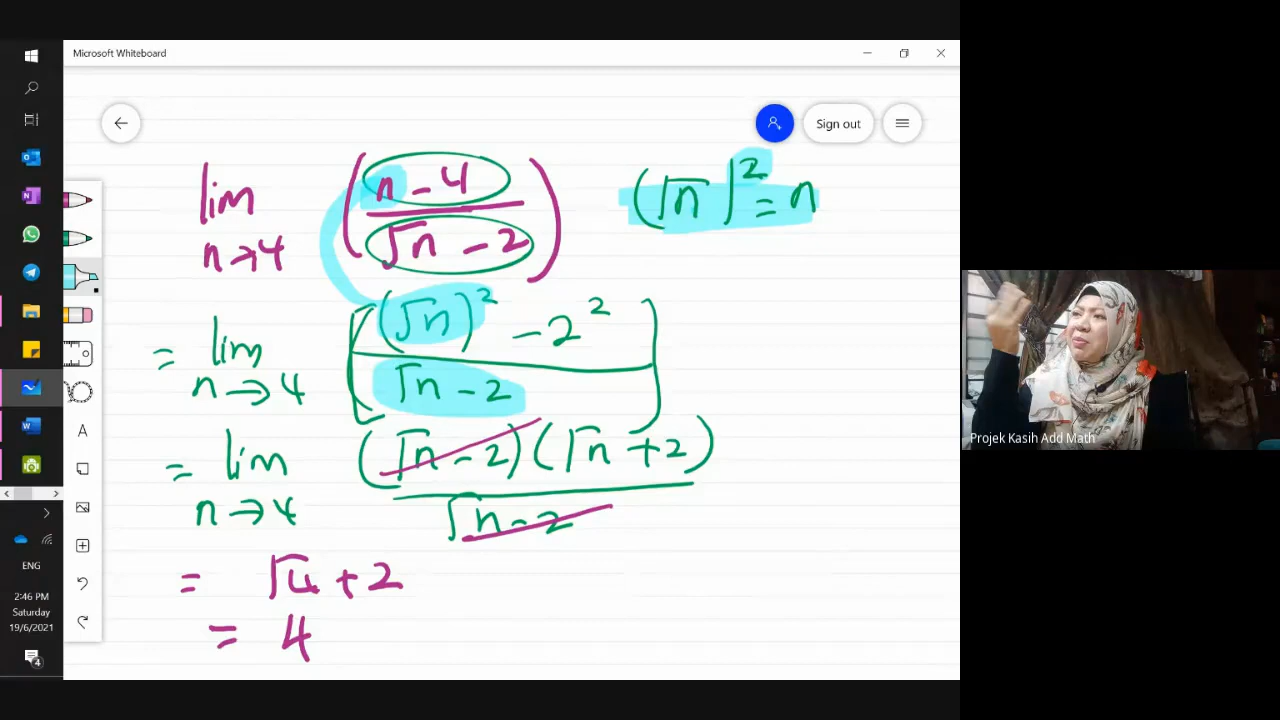 Microsoft Whiteboard
Sign out
lim n→4 (n - 4 / √n - 2)
(√n)² = n
= lim n→4 [(√n)² - 2² / √n - 2]
= lim n→4 (√n - 2)(√n + 2) / √n - 2
= √4 + 2
= 4
Projek Kasih Add Math
A
ENG
2:46 PM
Saturday
19/6/2021
4